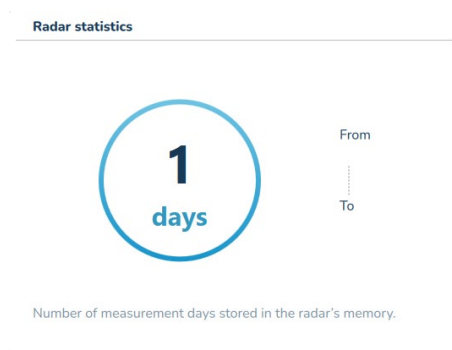 Radar statistics
1
days
From
To
Number of measurement days stored in the radar's memory.